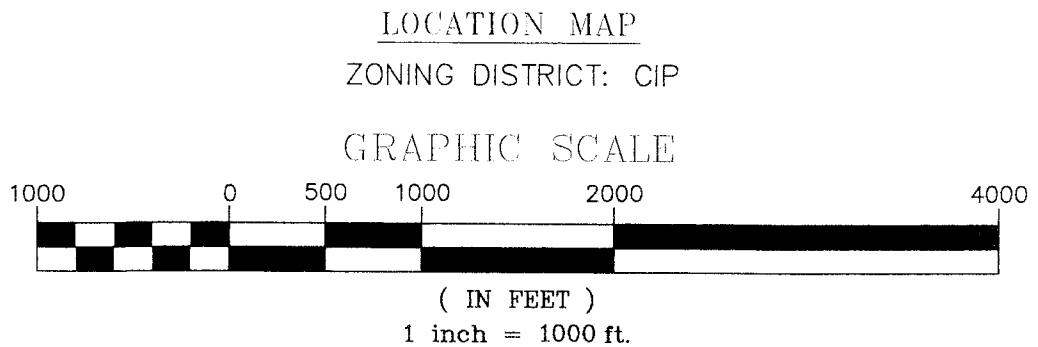 LOCATION MAP
ZONING DISTRICT: CIP
GRAPHIC SCALE
1000 0 500 1000 2000 4000
( IN FEET )
1 inch = 1000 ft.